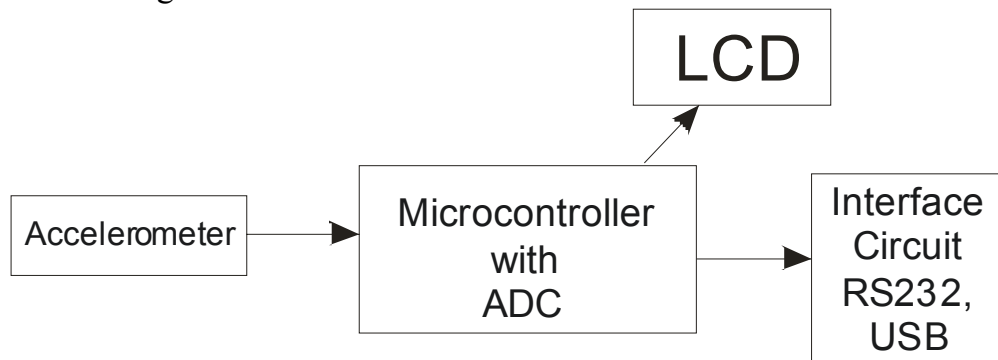 LCD
Accelerometer
Microcontroller
with
ADC
Interface
Circuit
RS232,
USB